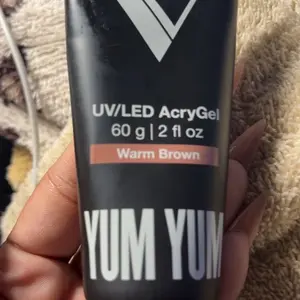 UV/LED AcryGel
60 g | 2 fl oz
Warm Brown
YUM YUM